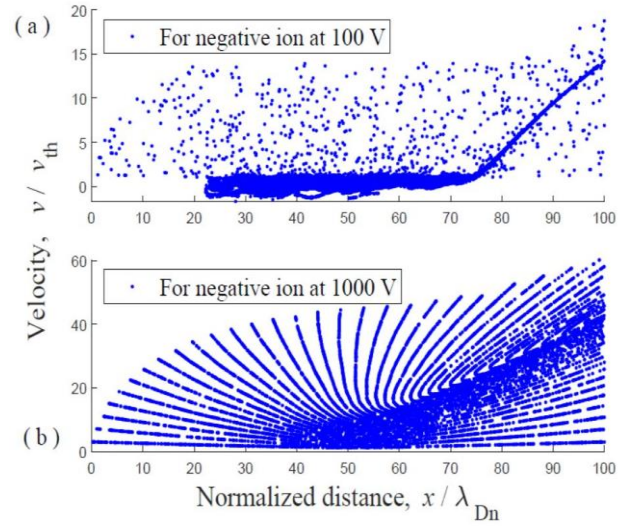 ( a )
20
15
10
5
0
For negative ion at 100 V
0 10 20 30 40 50 60 70 80 90 100
Velocity, v / v th
( b )
60
40
20
0
For negative ion at 1000 V
0 10 20 30 40 50 60 70 80 90 100
Normalized distance, x / λ Dn